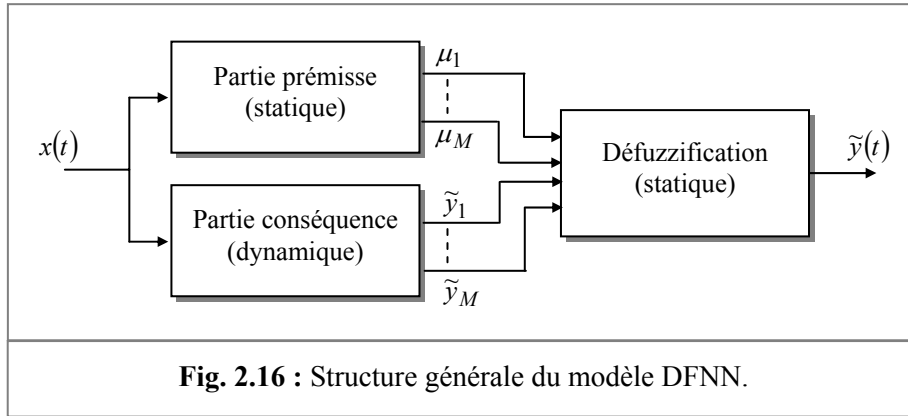 x(t)
Partie prémisse
(statique)
μ1
μM
Partie conséquence
(dynamique)
ỹ1
ỹM
Défuzzification
(statique)
ỹ(t)
Fig. 2.16 : Structure générale du modèle DFNN.